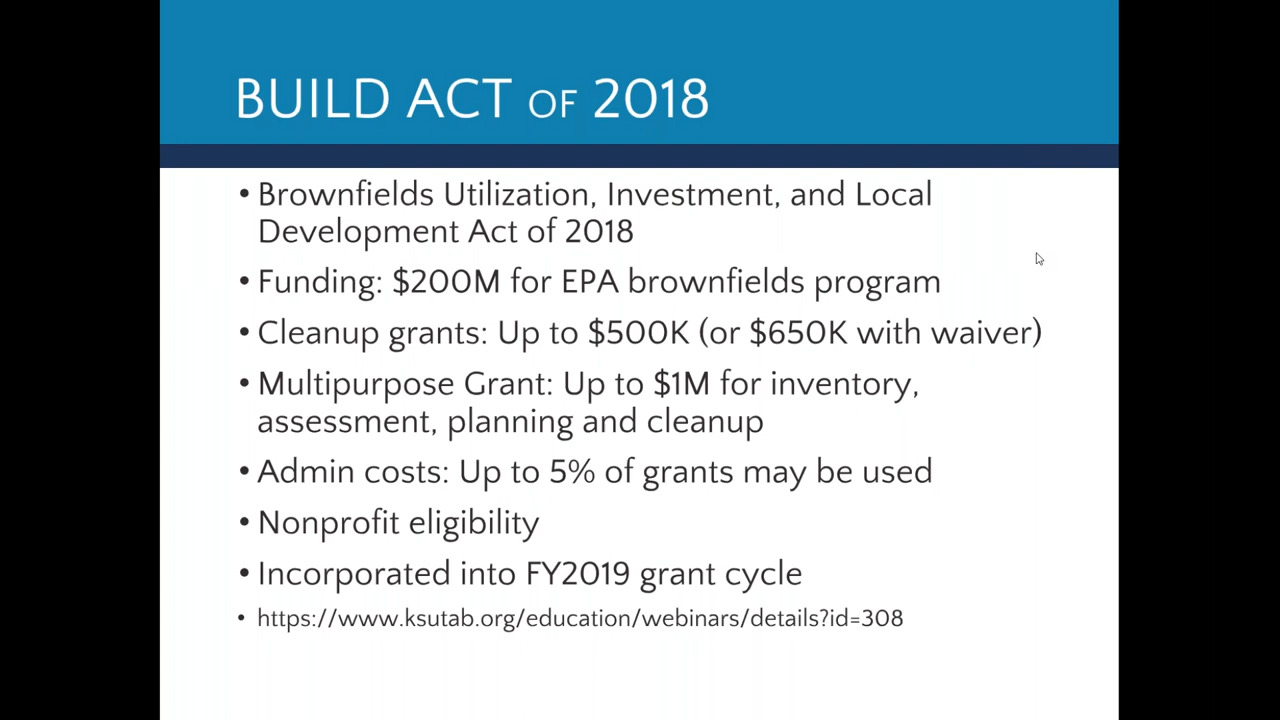 BUILD ACT OF 2018
• Brownfields Utilization, Investment, and Local
Development Act of 2018
• Funding: $200M for EPA brownfields program
• Cleanup grants: Up to $500K (or $650K with waiver)
• Multipurpose Grant: Up to $1M for inventory,
assessment, planning and cleanup
• Admin costs: Up to 5% of grants may be used
• Nonprofit eligibility
• Incorporated into FY2019 grant cycle
• https://www.ksutab.org/education/webinars/details?id=308